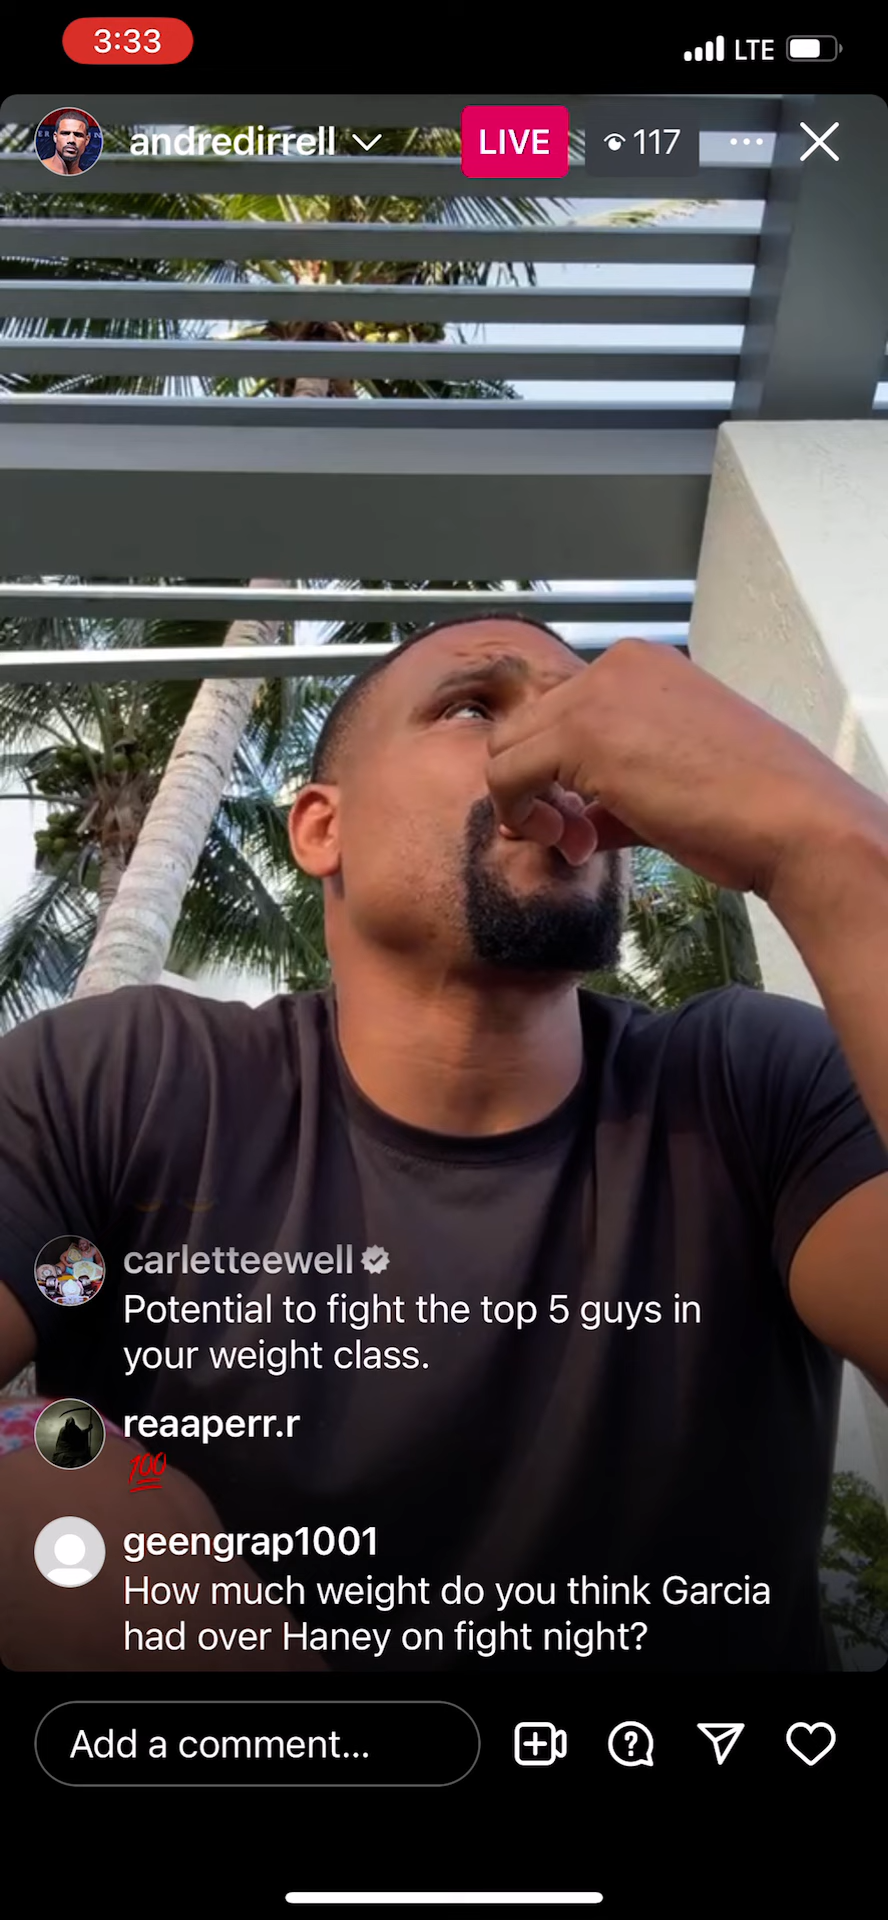 3:33
LTE
andredirrell
LIVE
117
carletteewell
Potential to fight the top 5 guys in
your weight class.
reaaperr.r
💯
geengrap1001
How much weight do you think Garcia
had over Haney on fight night?
Add a comment...